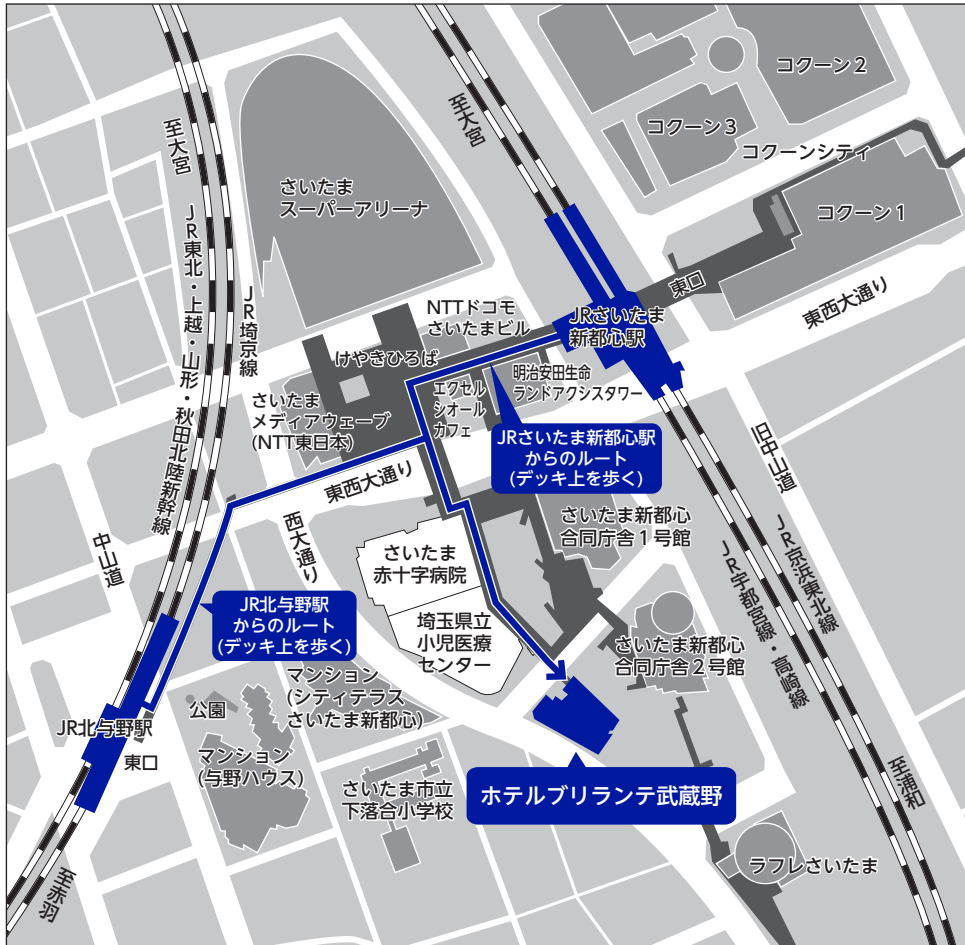 コクーン2
コクーン3
コクーンシティ
コクーン1
至大宮
至大宮
さいたま
スーパーアリーナ
JR東北・上越・山形・秋田北陸新幹線
JR埼京線
東口
東西大通り
NTTドコモ
さいたまビル
JRさいたま
新都心駅
けやきひろば
明治安田生命
ランドアクシスタワー
エクセル
シオール
カフェ
さいたま
メディアウェーブ
(NTT東日本)
JRさいたま新都心駅
からのルート
(デッキ上を歩く)
旧中山道
東西大通り
中山道
西大通り
さいたま
赤十字病院
さいたま新都心
合同庁舎1号館
JR京浜東北線
JR宇都宮線・高崎線
JR北与野駅
からのルート
(デッキ上を歩く)
埼玉県立
小児医療
センター
さいたま新都心
合同庁舎2号館
マンション
(シティテラス
さいたま新都心)
公園
JR北与野駅
東口
マンション
(与野ハウス)
さいたま市立
下落合小学校
ホテルブリランテ武蔵野
至浦和
ラフレさいたま
至赤羽